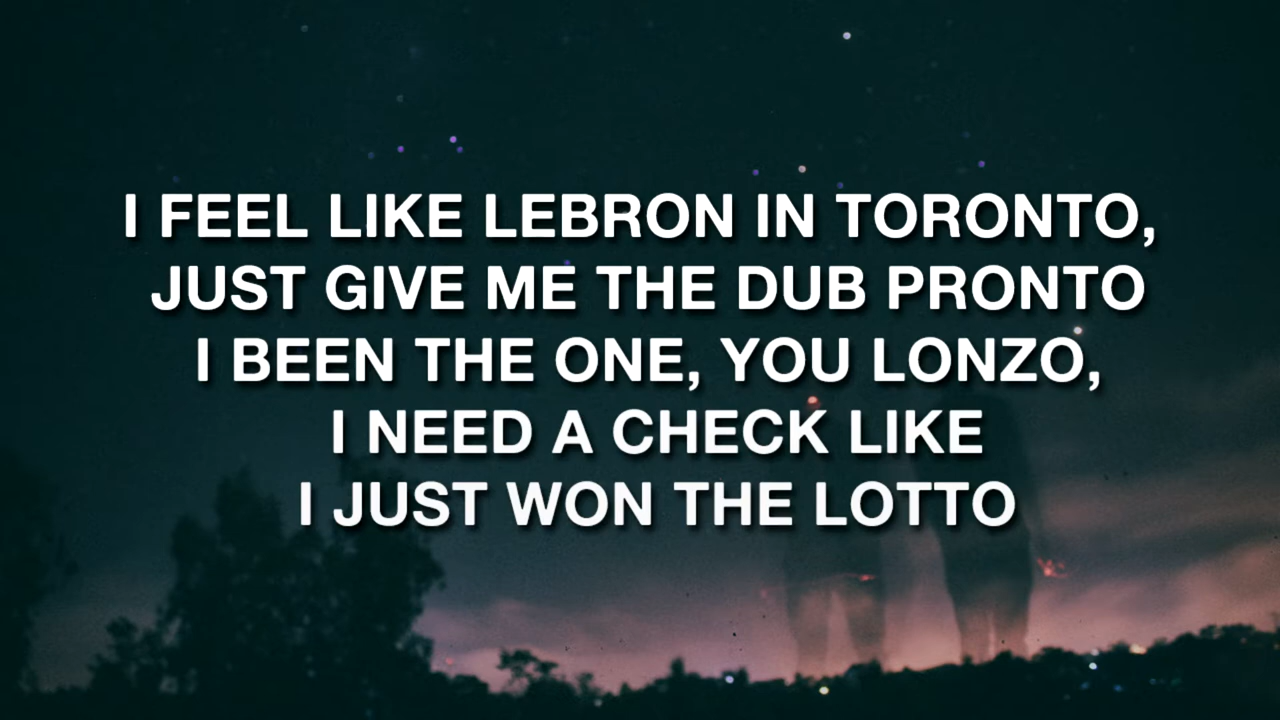 I FEEL LIKE LEBRON IN TORONTO,
JUST GIVE ME THE DUB PRONTO
I BEEN THE ONE, YOU LONZO,
I NEED A CHECK LIKE
I JUST WON THE LOTTO